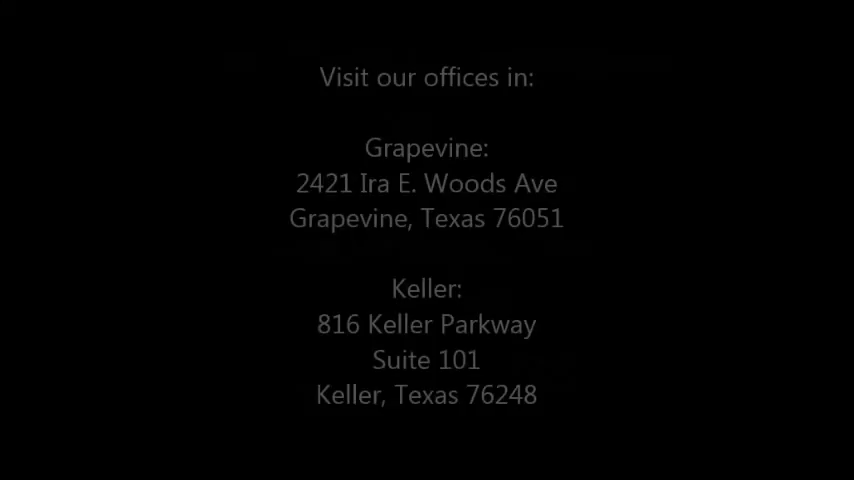 Visit our offices in:
Grapevine:
2421 Ira E. Woods Ave
Grapevine, Texas 76051
Keller:
816 Keller Parkway
Suite 101
Keller, Texas 76248